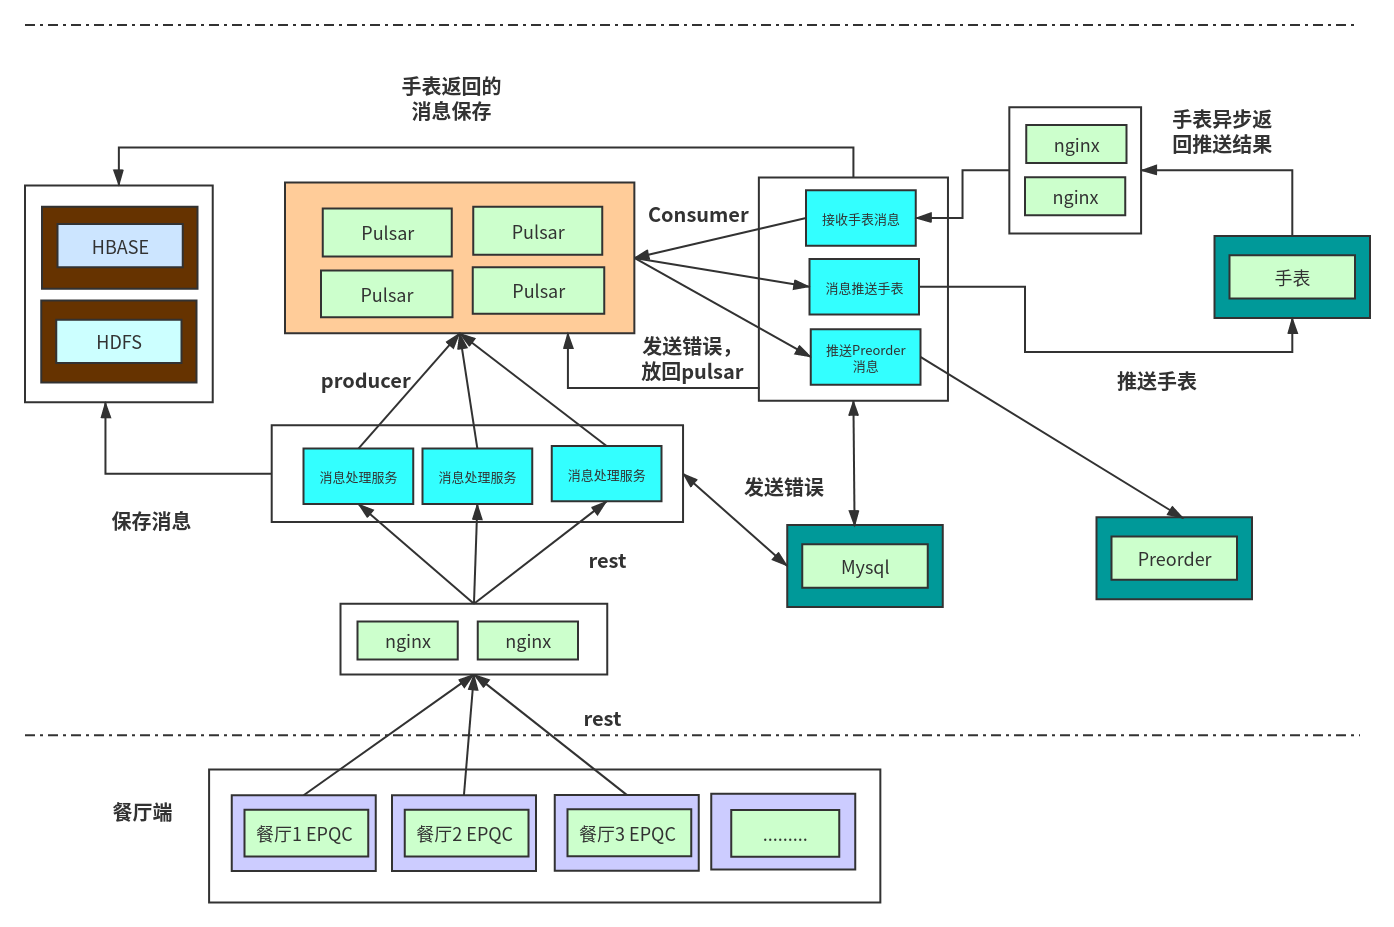 手表返回的
消息保存
手表异步返
回推送结果
nginx
nginx
HBASE
HDFS
Pulsar
Pulsar
Pulsar
Pulsar
Consumer
接收手表消息
消息推送手表
推送Preorder
消息
手表
发送错误，
放回pulsar
推送手表
producer
消息处理服务
消息处理服务
消息处理服务
保存消息
发送错误
rest
Mysql
Preorder
nginx
nginx
rest
餐厅端
餐厅1 EPQC
餐厅2 EPQC
餐厅3 EPQC
.........